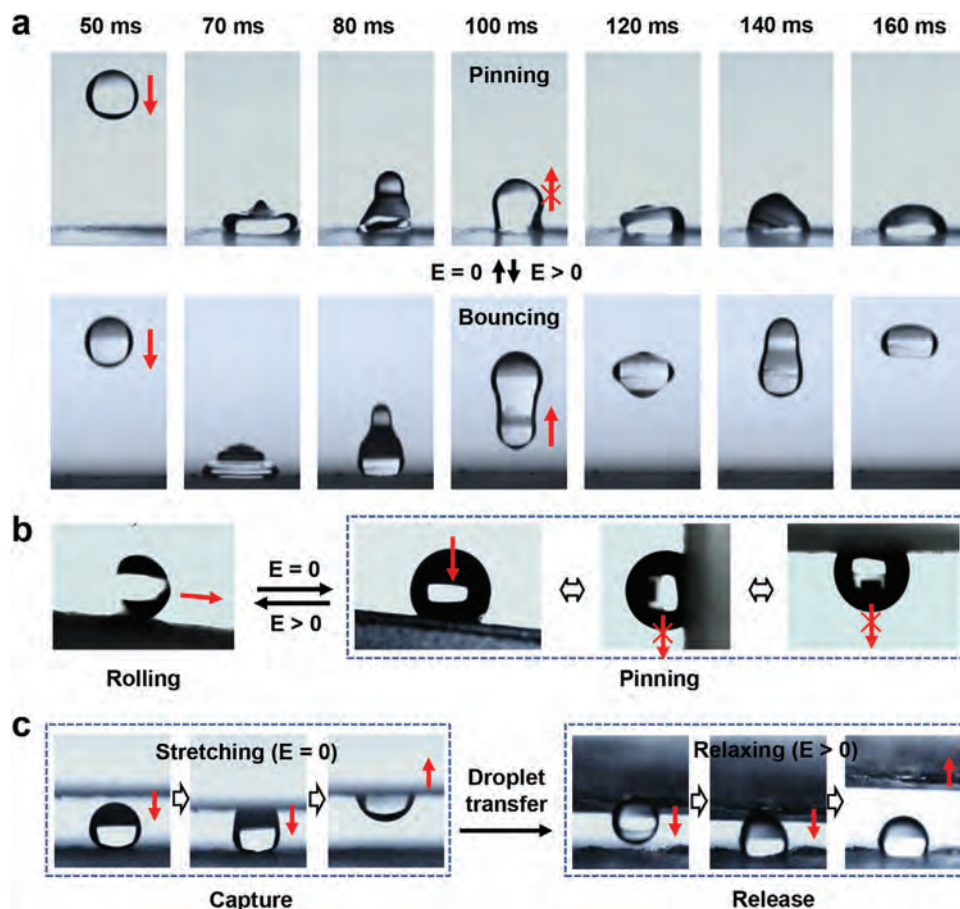 a
50 ms 70 ms 80 ms 100 ms 120 ms 140 ms 160 ms
Pinning
E = 0 E > 0
Bouncing
b
E = 0
E > 0
Rolling
Pinning
c
Stretching (E = 0)
Droplet
transfer
Relaxing (E > 0)
Capture
Release